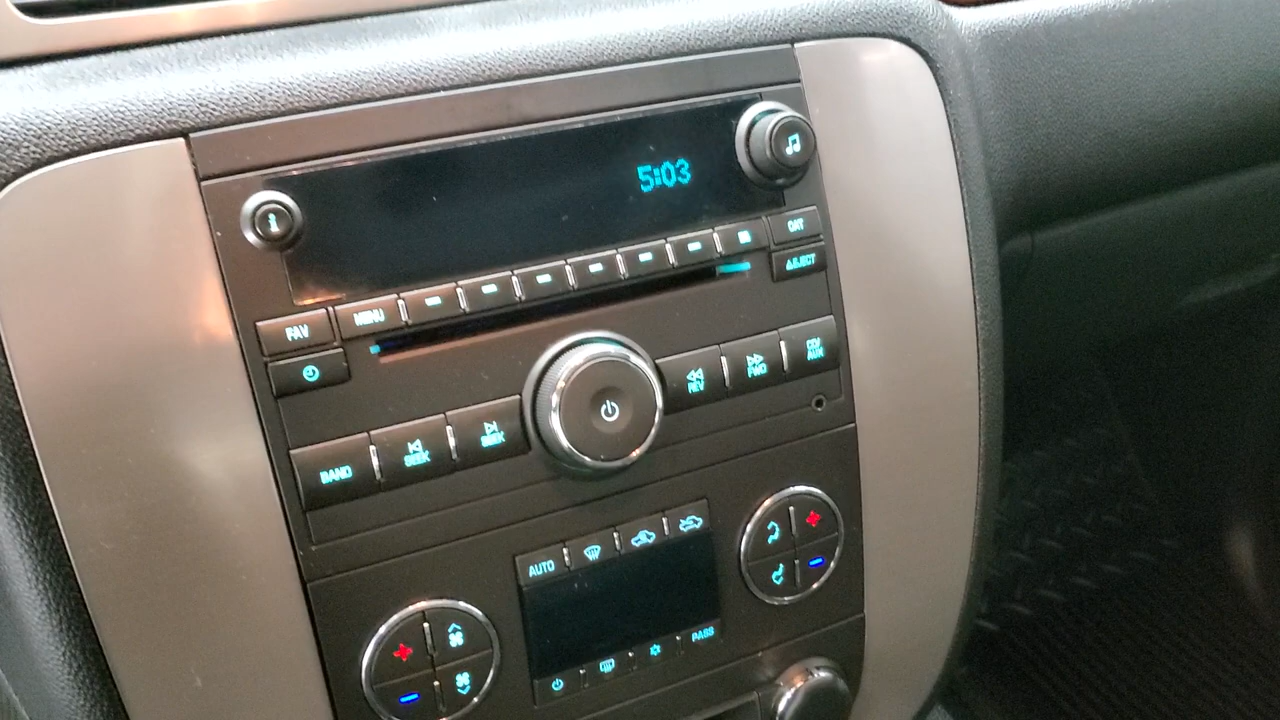 5:03
CAT
EJECT
FAV
MENU
REV
FWD
CD/
AUX
BAND
SEEK
SEEK
AUTO
PASS